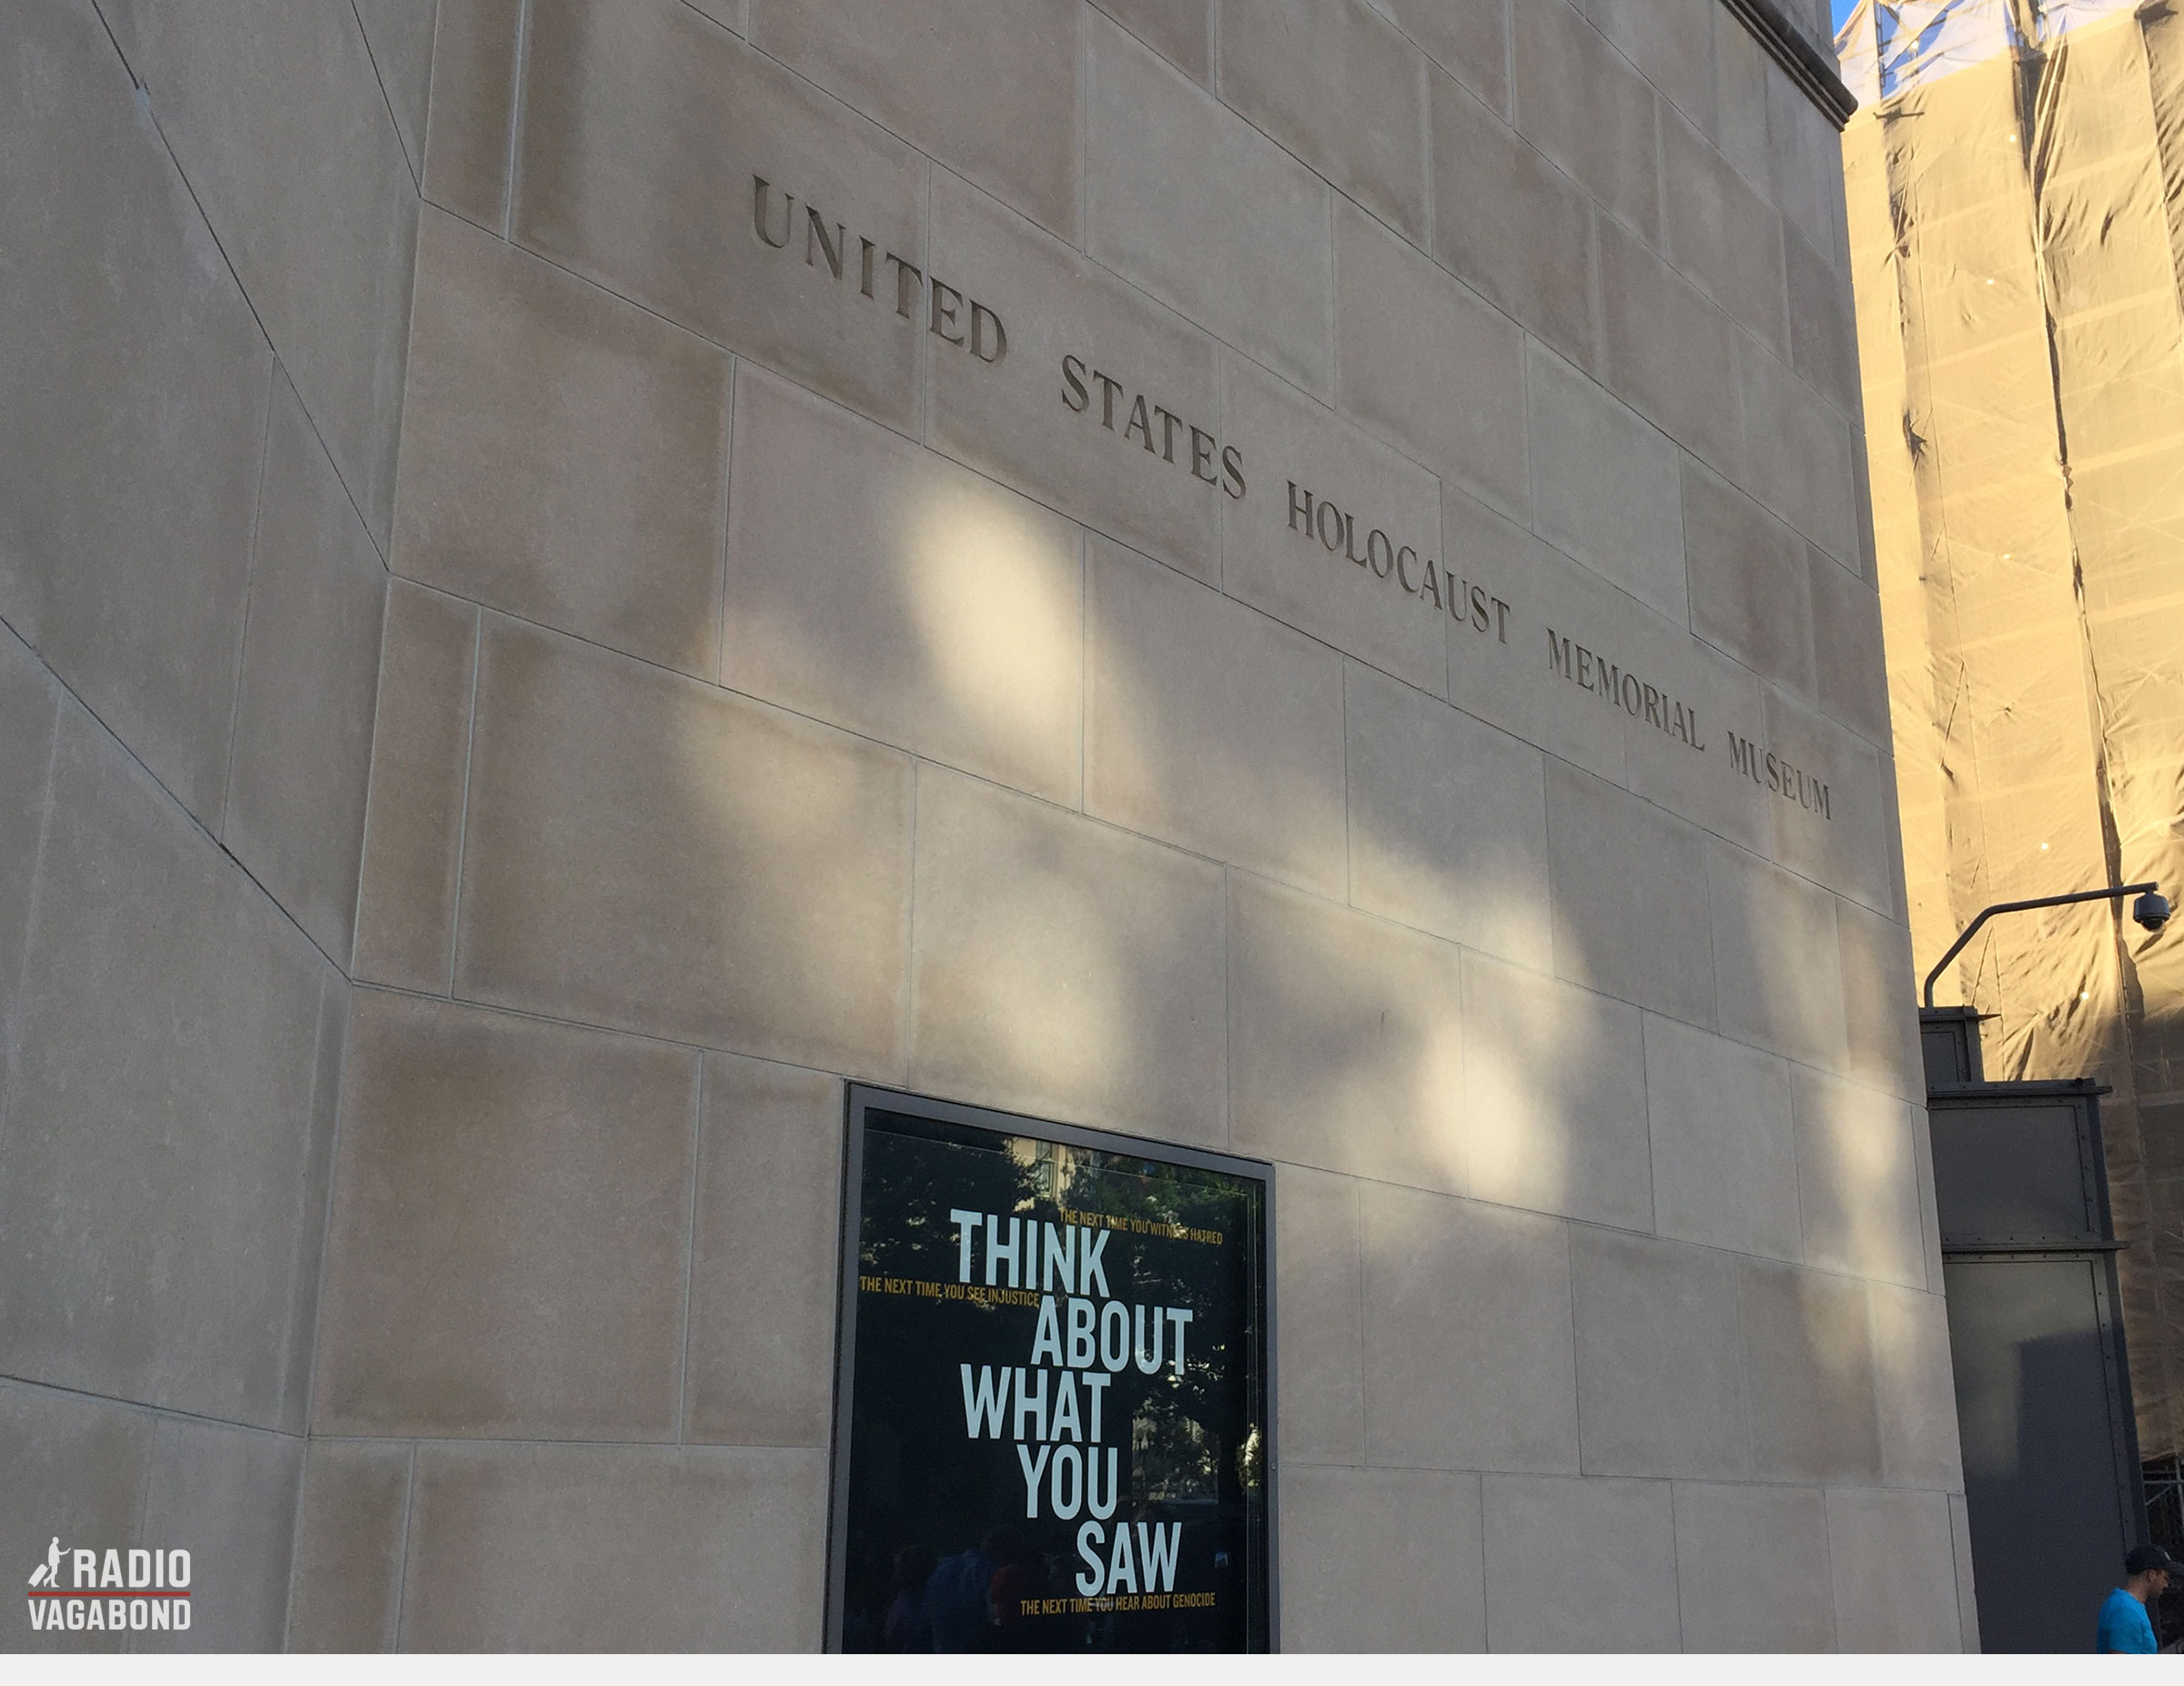 UNITED STATES HOLOCAUST MEMORIAL MUSEUM
THE NEXT TIME YOU WITNESS HATRED
THINK
THE NEXT TIME YOU SEE INJUSTICE
ABOUT
WHAT
YOU
SAW
THE NEXT TIME YOU HEAR ABOUT GENOCIDE
RADIO
VAGABOND